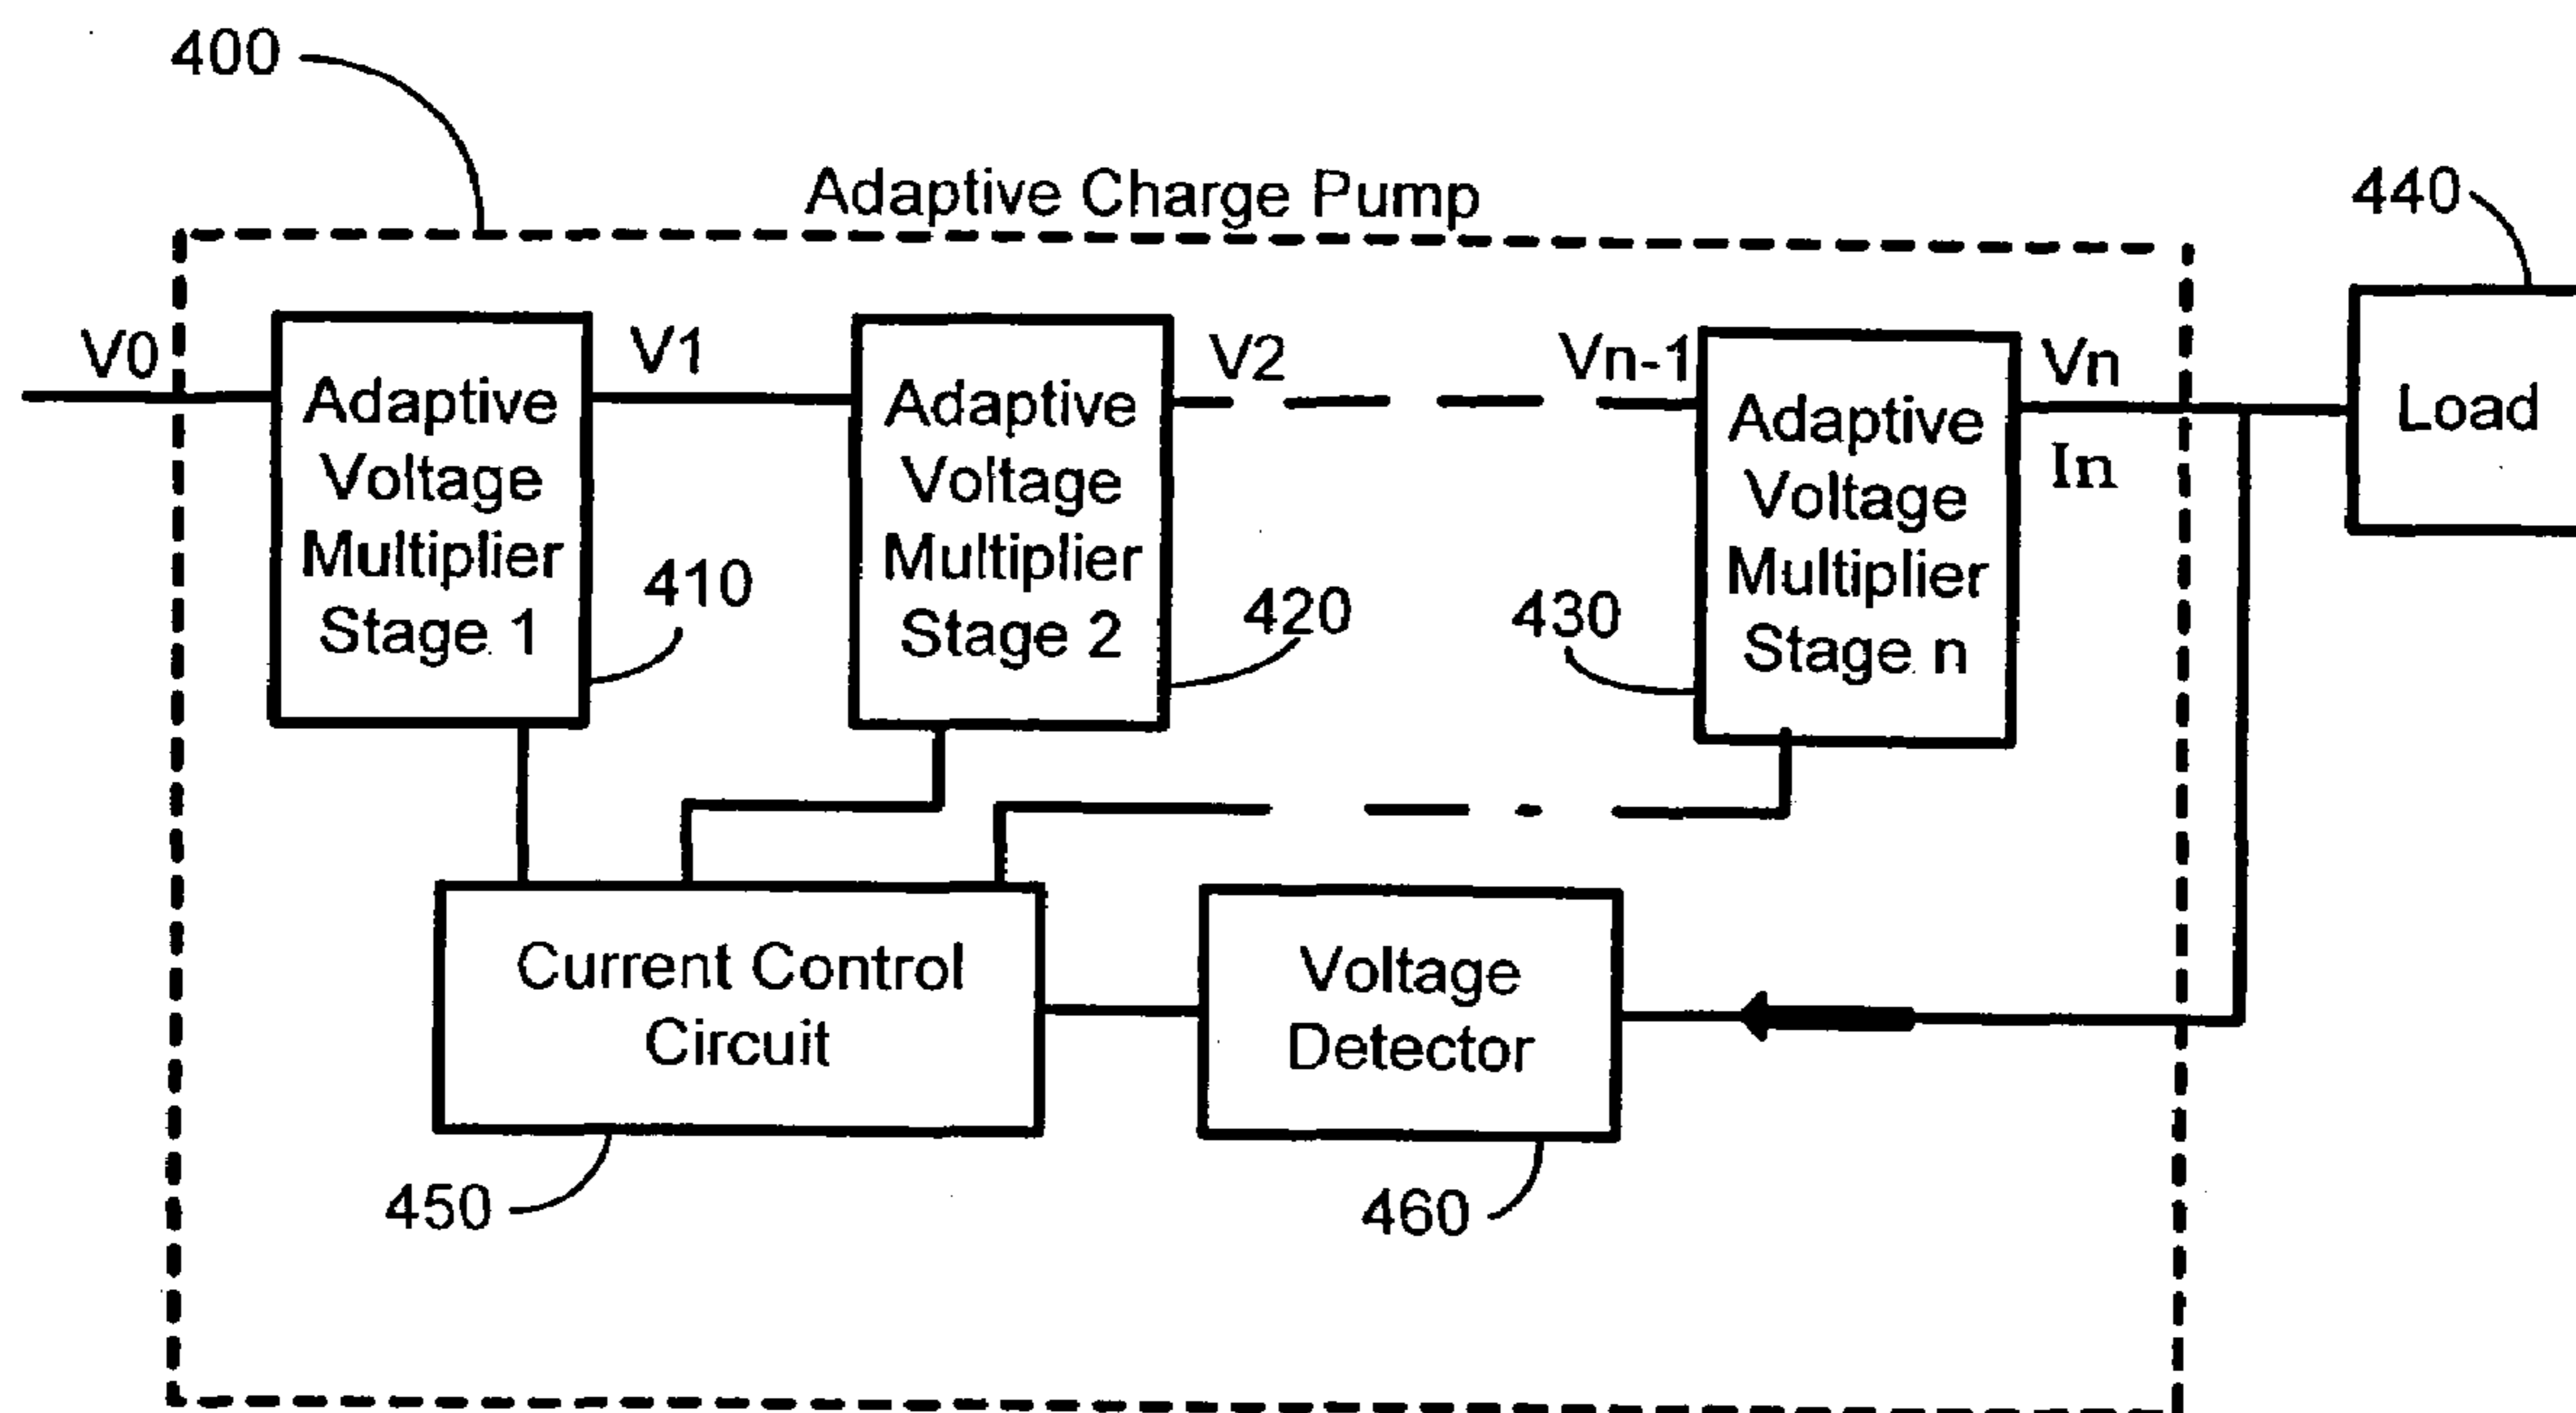 400
Adaptive Charge Pump
440
V0
Adaptive
Voltage
Multiplier
Stage 1
410
V1
Adaptive
Voltage
Multiplier
Stage 2
420
V2
Vn-1
430
Adaptive
Voltage
Multiplier
Stage n
Vn
In
Load
Current Control
Circuit
450
Voltage
Detector
460